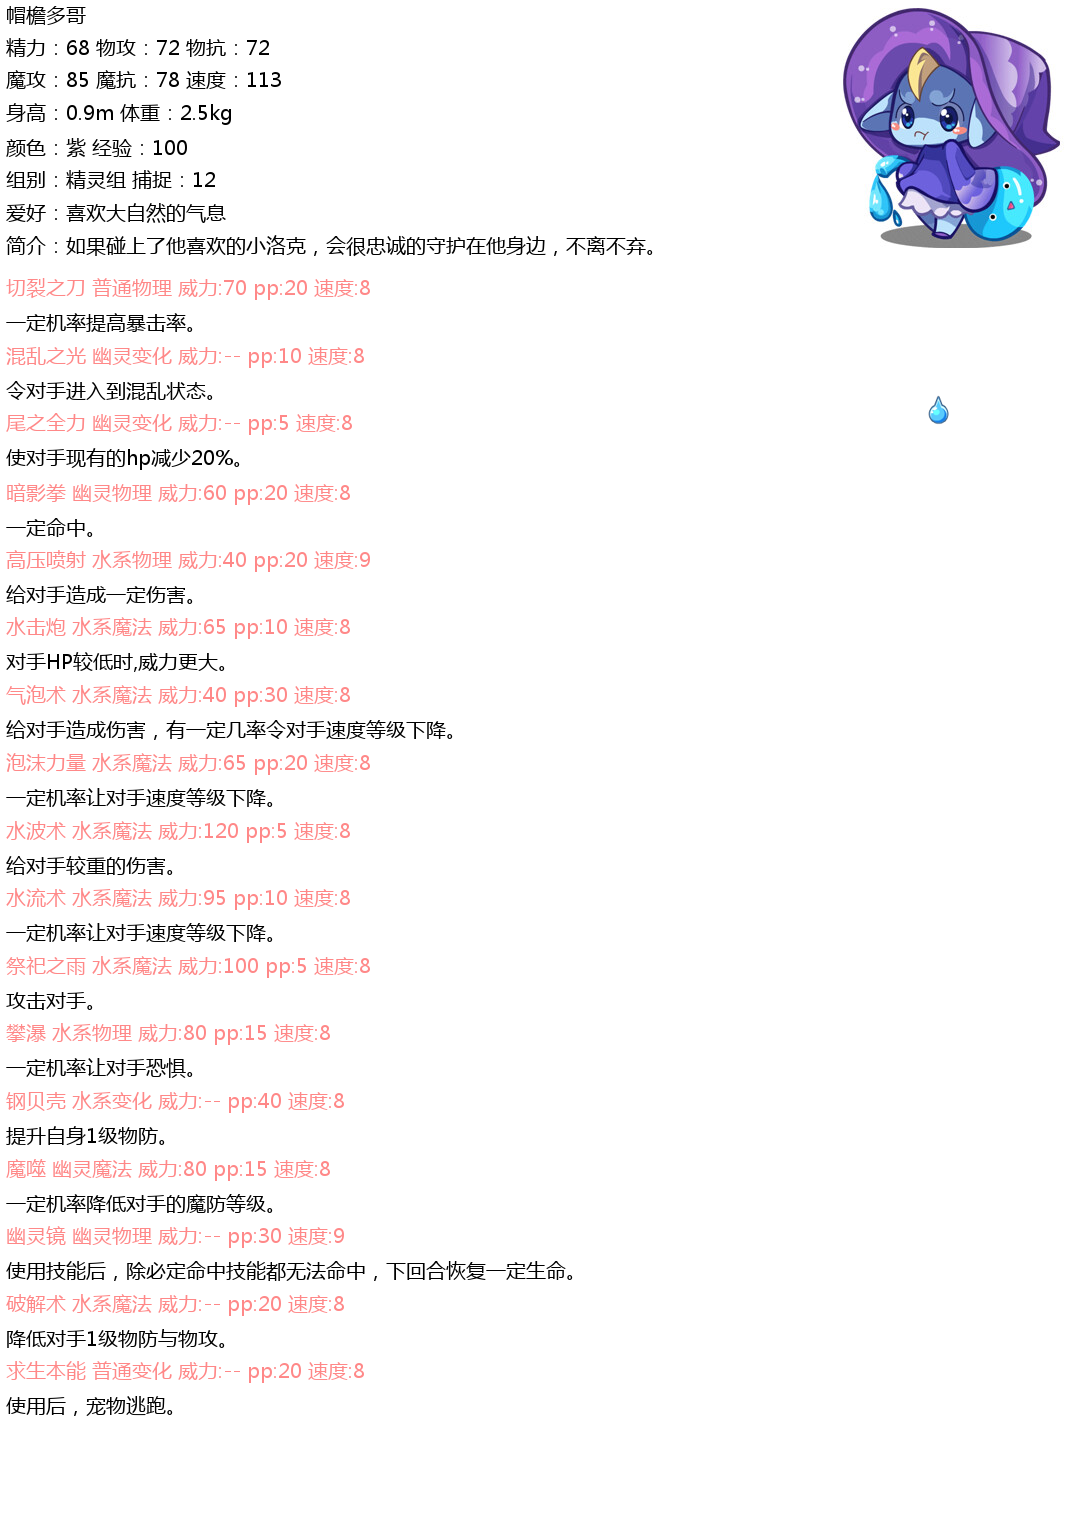 帽檐多哥
精力：68 物攻：72 物抗：72
魔攻：85 魔抗：78 速度：113
身高：0.9m 体重：2.5kg
颜色：紫 经验：100
组别：精灵组 捕捉：12
爱好：喜欢大自然的气息
简介：如果碰上了他喜欢的小洛克，会很忠诚的守护在他身边，不离不弃。
切裂之刀 普通物理 威力:70 pp:20 速度:8
一定机率提高暴击率。
混乱之光 幽灵变化 威力:-- pp:10 速度:8
令对手进入到混乱状态。
尾之全力 幽灵变化 威力:-- pp:5 速度:8
使对手现有的hp减少20%。
暗影拳 幽灵物理 威力:60 pp:20 速度:8
一定命中。
高压喷射 水系物理 威力:40 pp:20 速度:9
给对手造成一定伤害。
水击炮 水系魔法 威力:65 pp:10 速度:8
对手HP较低时,威力更大。
气泡术 水系魔法 威力:40 pp:30 速度:8
给对手造成伤害，有一定几率令对手速度等级下降。
泡沫力量 水系魔法 威力:65 pp:20 速度:8
一定机率让对手速度等级下降。
水波术 水系魔法 威力:120 pp:5 速度:8
给对手较重的伤害。
水流术 水系魔法 威力:95 pp:10 速度:8
一定机率让对手速度等级下降。
祭祀之雨 水系魔法 威力:100 pp:5 速度:8
攻击对手。
攀瀑 水系物理 威力:80 pp:15 速度:8
一定机率让对手恐惧。
钢贝壳 水系变化 威力:-- pp:40 速度:8
提升自身1级物防。
魔噬 幽灵魔法 威力:80 pp:15 速度:8
一定机率降低对手的魔防等级。
幽灵镜 幽灵物理 威力:-- pp:30 速度:9
使用技能后，除必定命中技能都无法命中，下回合恢复一定生命。
破解术 水系魔法 威力:-- pp:20 速度:8
降低对手1级物防与物攻。
求生本能 普通变化 威力:-- pp:20 速度:8
使用后，宠物逃跑。